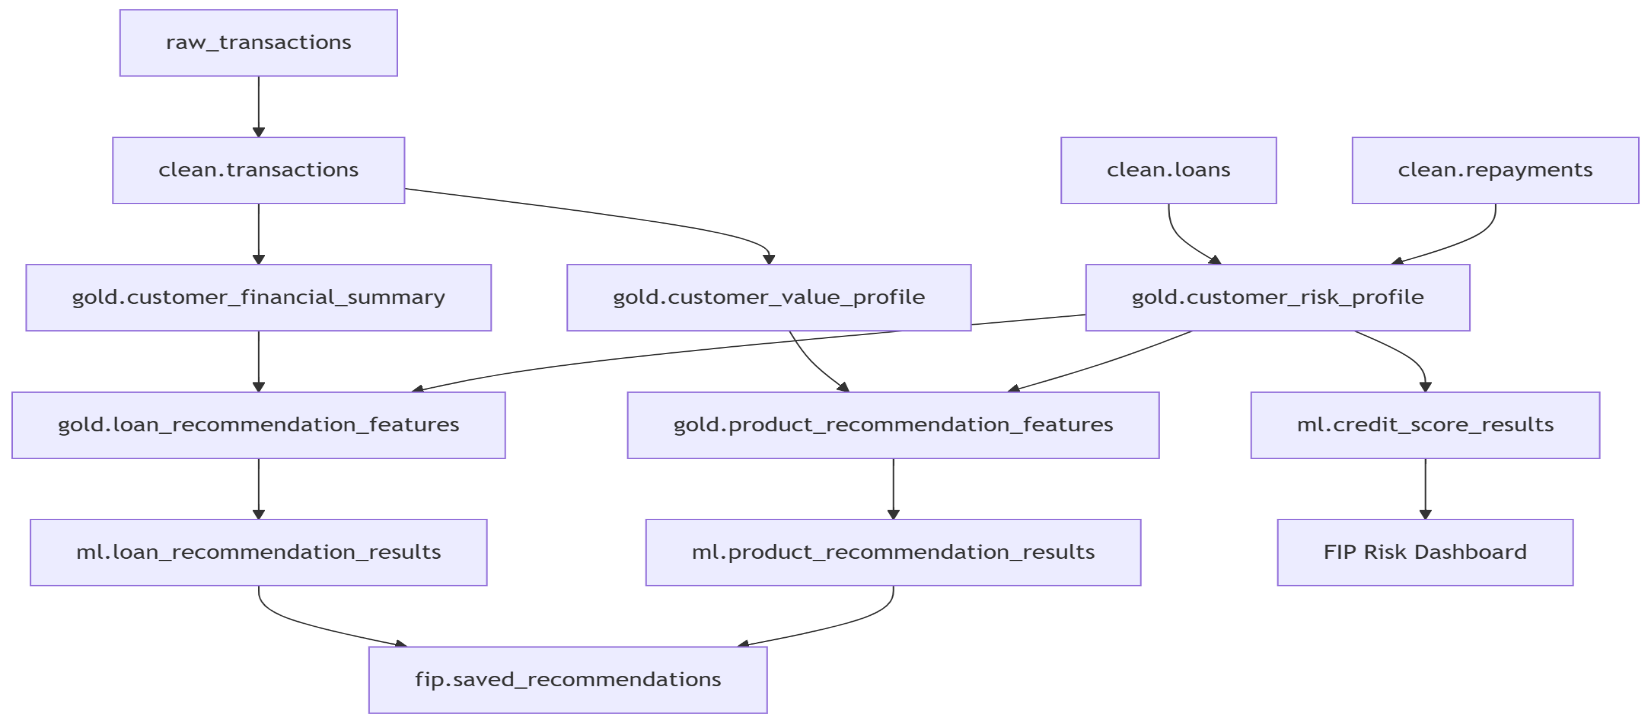 raw_transactions
clean.transactions
clean.loans
clean.repayments
gold.customer_financial_summary
gold.customer_value_profile
gold.customer_risk_profile
gold.loan_recommendation_features
gold.product_recommendation_features
ml.credit_score_results
ml.loan_recommendation_results
ml.product_recommendation_results
FIP Risk Dashboard
fip.saved_recommendations